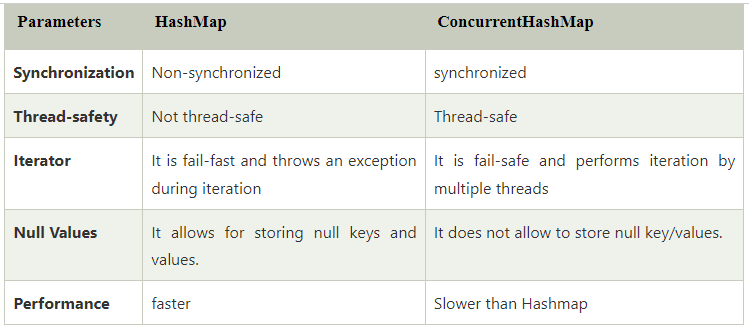 Parameters HashMap ConcurrentHashMap
Synchronization Non-synchronized synchronized
Thread-safety Not thread-safe Thread-safe
Iterator It is fail-fast and throws an exception It is fail-safe and performs iteration by
during iteration multiple threads
Null Values It allows for storing null keys and It does not allow to store null key/values.
values.
Performance faster Slower than Hashmap